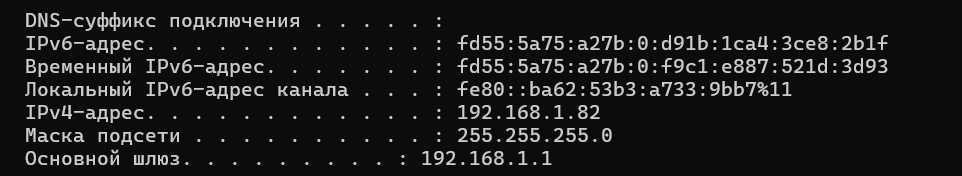 DNS-суффикс подключения . . . . . :
IPv6-адрес. . . . . . . . . . . . : fd55:5a75:a27b:0:d91b:1ca4:3ce8:2b1f
Временный IPv6-адрес. . . . . . . : fd55:5a75:a27b:0:f9c1:e887:521d:3d93
Локальный IPv6-адрес канала . . . : fe80::ba62:53b3:a733:9bb7%11
IPv4-адрес. . . . . . . . . . . . : 192.168.1.82
Маска подсети . . . . . . . . . . : 255.255.255.0
Основной шлюз. . . . . . . . . : 192.168.1.1